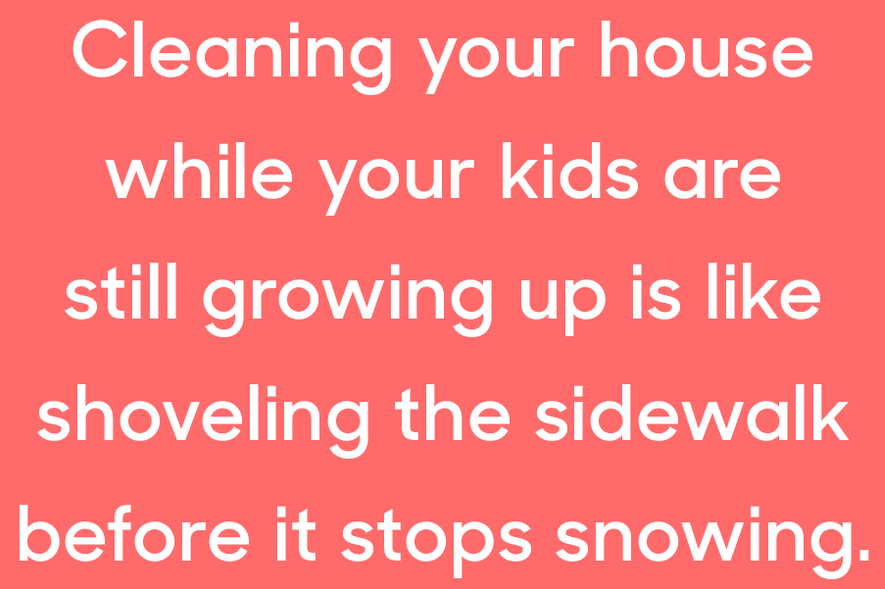 Cleaning your house
while your kids are
still growing up is like
shoveling the sidewalk
before it stops snowing.